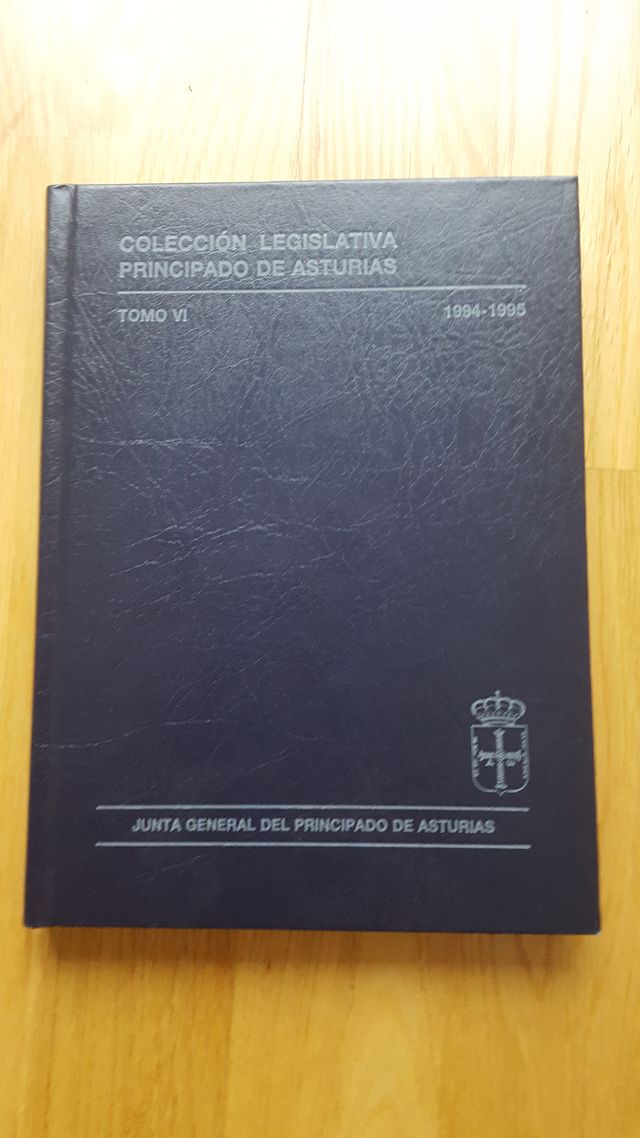 COLECCIÓN LEGISLATIVA
PRINCIPADO DE ASTURIAS
TOMO VI 1994-1995
JUNTA GENERAL DEL PRINCIPADO DE ASTURIAS